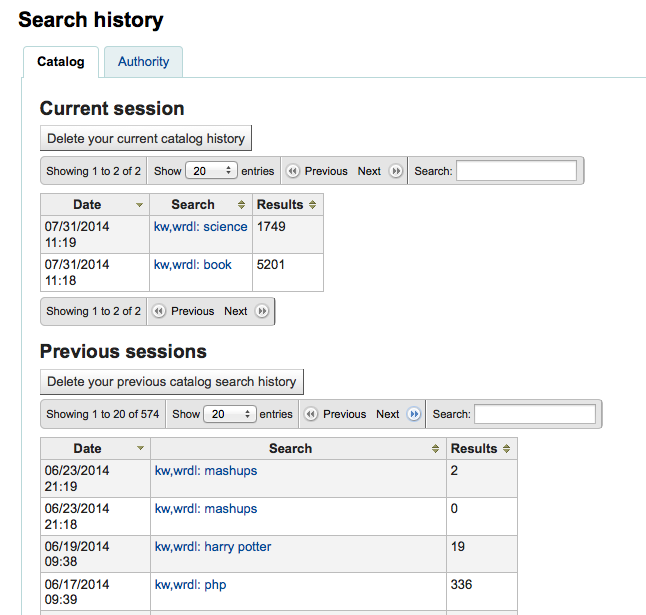 Search history
Catalog Authority
Current session
Delete your current catalog history
Showing 1 to 2 of 2 Show 20 entries Previous Next Search:
Date Search Results
07/31/2014 kw,wrdl: science 1749
11:19
07/31/2014 kw,wrdl: book 5201
11:18
Showing 1 to 2 of 2 Previous Next
Previous sessions
Delete your previous catalog search history
Showing 1 to 20 of 574 Show 20 entries Previous Next Search:
Date Search Results
06/23/2014 kw,wrdl: mashups 2
21:19
06/23/2014 kw,wrdl: mashups 0
21:18
06/19/2014 kw,wrdl: harry potter 19
09:38
06/17/2014 kw,wrdl: php 336
09:39